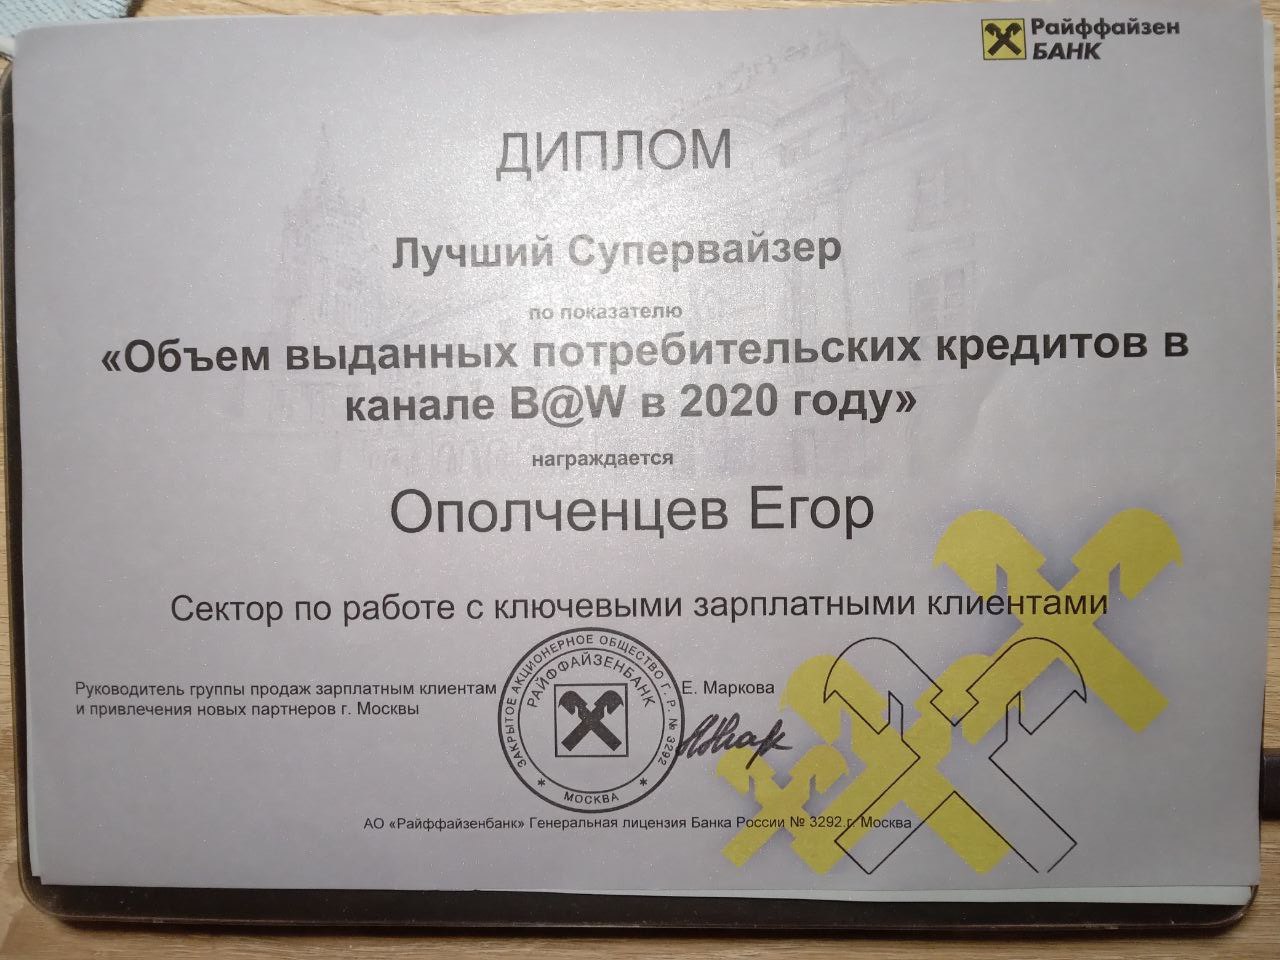 Райффайзен
БАНК
ДИПЛОМ
Лучший Супервайзер
по показателю
«Объем выданных потребительских кредитов в
канале B@W в 2020 году»
награждается
Ополченцев Егор
Сектор по работе с ключевыми зарплатными клиентами
Руководитель группы продаж зарплатным клиентам
и привлечения новых партнеров г. Москвы
Е. Маркова
ЗАКРЫТОЕ АКЦИОНЕРНОЕ ОБЩЕСТВО Г. Р. № 3292
РАЙФФАЙЗЕНБАНК
* МОСКВА *
АО «Райффайзенбанк» Генеральная лицензия Банка России № 3292.г. Москва